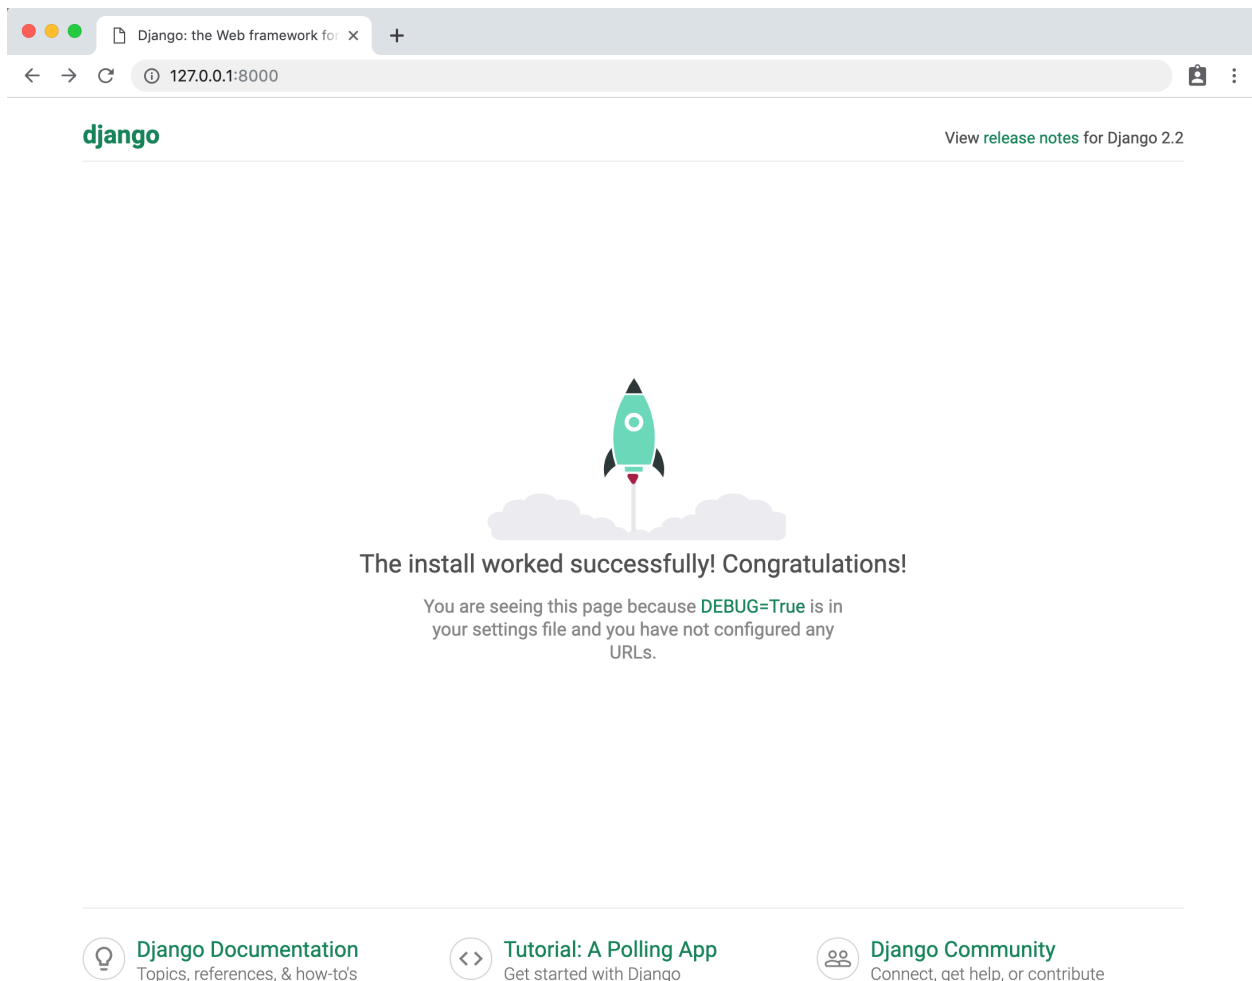 Django: the Web framework for
127.0.0.1:8000
django
View release notes for Django 2.2
The install worked successfully! Congratulations!
You are seeing this page because DEBUG=True is in
your settings file and you have not configured any
URLs.
Django Documentation
Topics, references, & how-to's
Tutorial: A Polling App
Get started with Django
Django Community
Connect, get help, or contribute